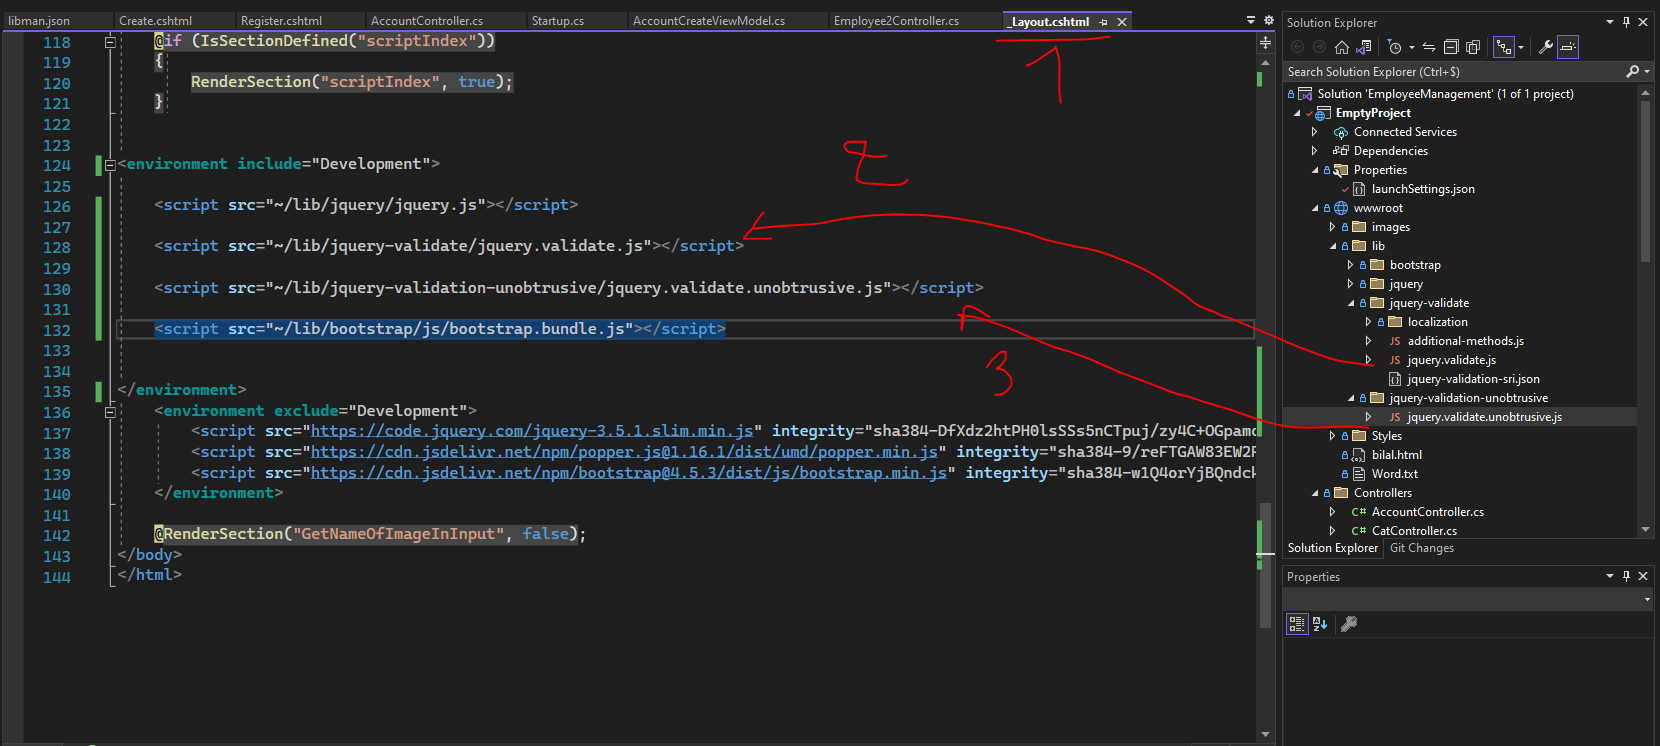 libman.json Create.cshtml Register.cshtml AccountController.cs Startup.cs AccountCreateViewModel.cs Employee2Controller.cs _Layout.cshtml
1
118 @if (IsSectionDefined("scriptIndex"))
119 {
120 RenderSection("scriptIndex", true);
121 }
122
123
124 <environment include="Development">
125
126 <script src="~/lib/jquery/jquery.js"></script>
127
128 <script src="~/lib/jquery-validate/jquery.validate.js"></script>
129
130 <script src="~/lib/jquery-validation-unobtrusive/jquery.validate.unobtrusive.js"></script>
131
132 <script src="~/lib/bootstrap/js/bootstrap.bundle.js"></script>
133
134
135 </environment>
136 <environment exclude="Development">
137 <script src="https://code.jquery.com/jquery-3.5.1.slim.min.js" integrity="sha384-DfXdz2htPH0lsSSs5nCTpuj/zy4C+OGpamo
138 <script src="https://cdn.jsdelivr.net/npm/popper.js@1.16.1/dist/umd/popper.min.js" integrity="sha384-9/reFTGAW83EW2R
139 <script src="https://cdn.jsdelivr.net/npm/bootstrap@4.5.3/dist/js/bootstrap.min.js" integrity="sha384-w1Q4orYjBQndck
140 </environment>
141
142 @RenderSection("GetNameOfImageInInput", false);
143 </body>
144 </html>
2
3
Solution Explorer
Search Solution Explorer (Ctrl+$)
Solution 'EmployeeManagement' (1 of 1 project)
EmptyProject
Connected Services
Dependencies
Properties
launchSettings.json
wwwroot
images
lib
bootstrap
jquery
jquery-validate
localization
JS additional-methods.js
JS jquery.validate.js
jquery-validation-sri.json
jquery-validation-unobtrusive
JS jquery.validate.unobtrusive.js
Styles
bilal.html
Word.txt
Controllers
C# AccountController.cs
C# CatController.cs
Solution Explorer Git Changes
Properties